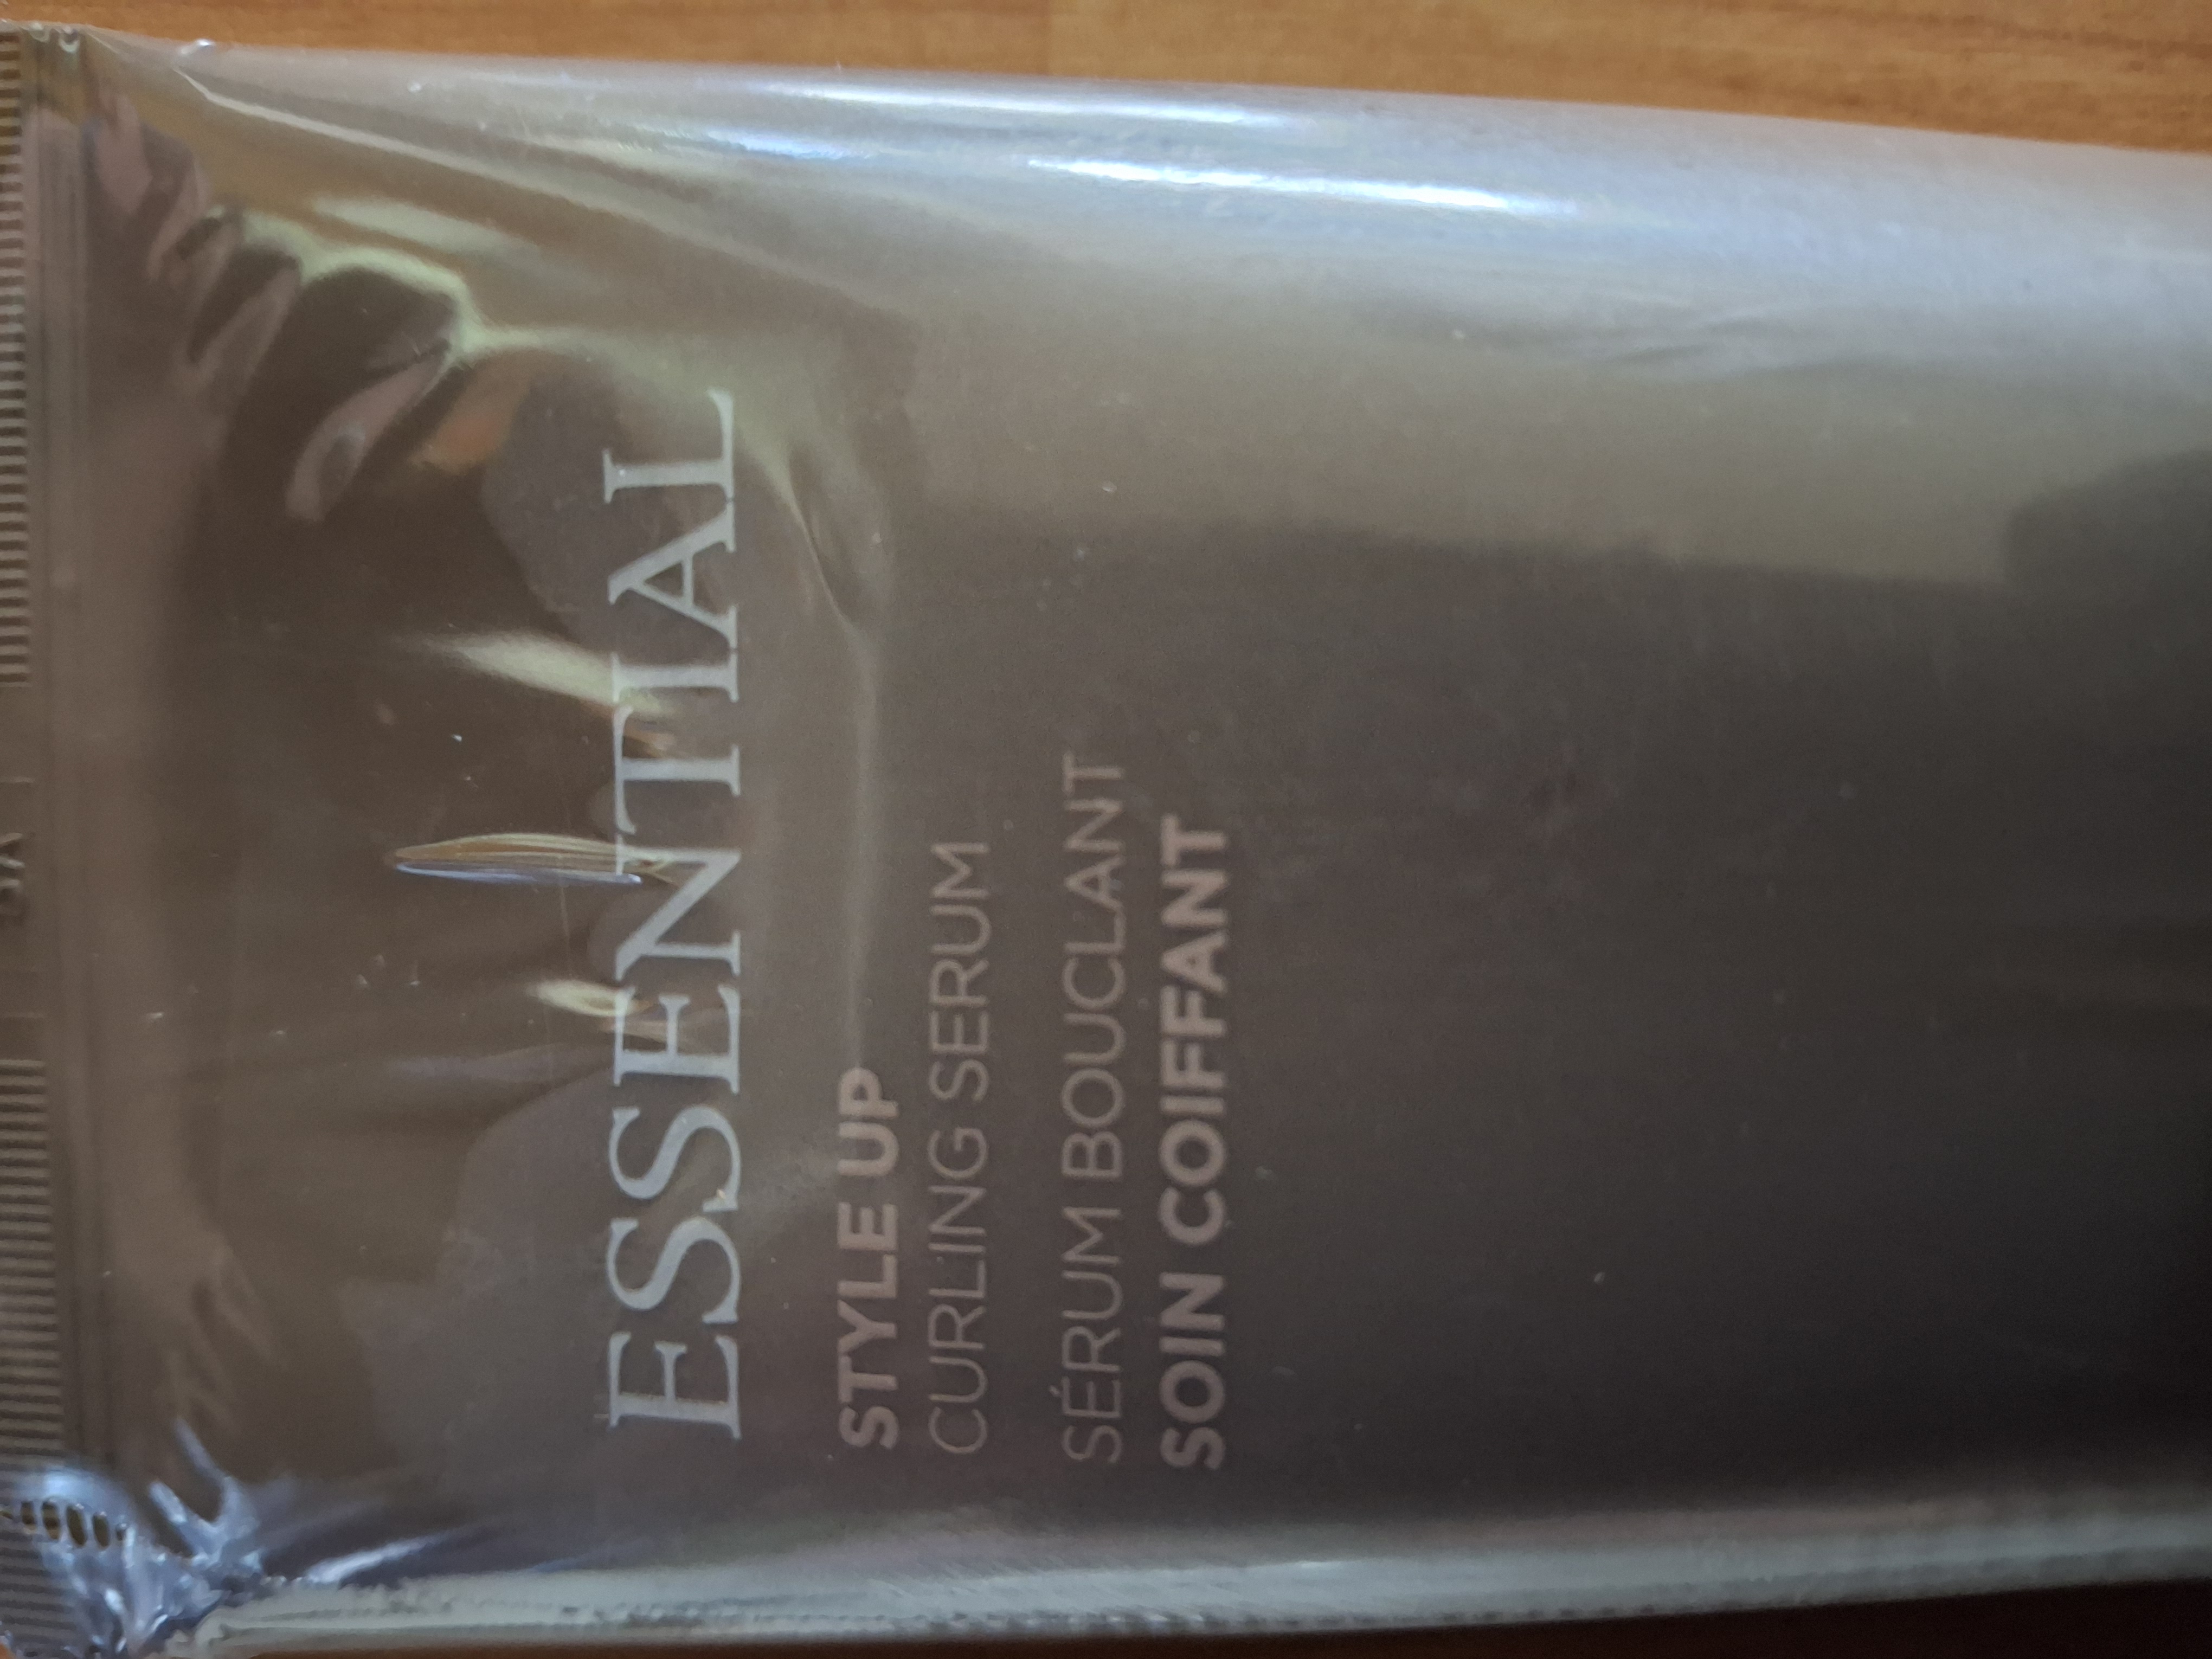 ESSENTIAL
STYLE UP
CURLING SERUM
SÉRUM BOUCLANT
SOIN COIFFANT